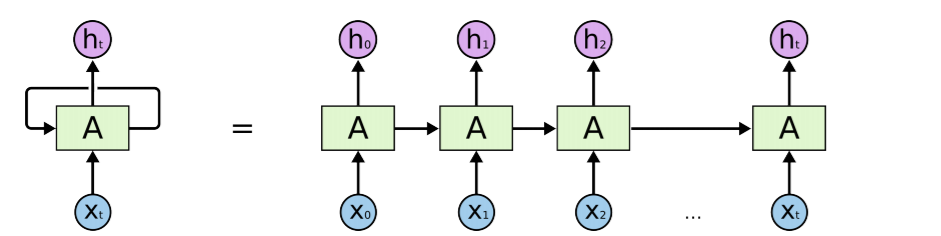 hₜ h₀ h₁ h₂ hₜ
A = A A A A
xₜ x₀ x₁ x₂ ... xₜ